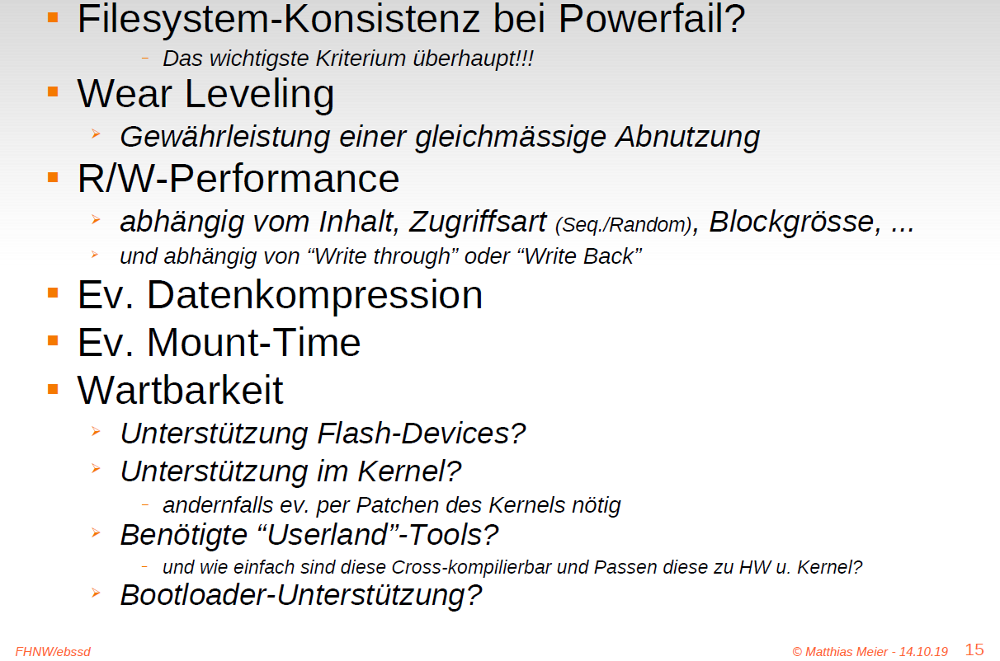 Filesystem-Konsistenz bei Powerfail?
– Das wichtigste Kriterium überhaupt!!!
Wear Leveling
Gewährleistung einer gleichmässige Abnutzung
R/W-Performance
abhängig vom Inhalt, Zugriffsart (Seq./Random), Blockgrösse, ...
und abhängig von “Write through” oder “Write Back”
Ev. Datenkompression
Ev. Mount-Time
Wartbarkeit
Unterstützung Flash-Devices?
Unterstützung im Kernel?
– andernfalls ev. per Patchen des Kernels nötig
Benötigte “Userland”-Tools?
– und wie einfach sind diese Cross-kompilierbar und Passen diese zu HW u. Kernel?
Bootloader-Unterstützung?
FHNW/ebssd
© Matthias Meier - 14.10.19 15